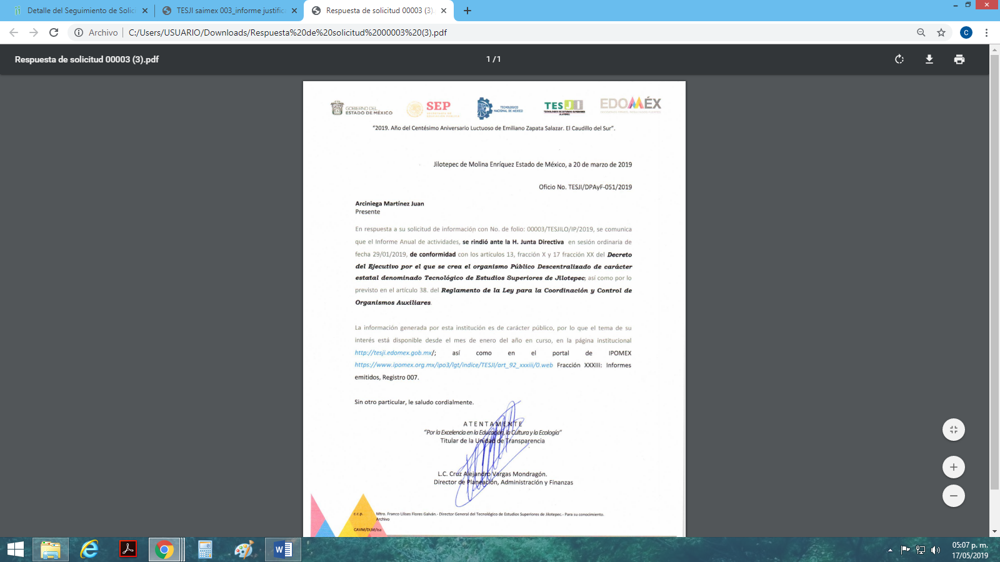 Detalle del Seguimiento de Solici
TESJI saimex 003_informe justific
Respuesta de solicitud 00003 (3).
Archivo
C:/Users/USUARIO/Downloads/Respuesta%20de%20solicitud%2000003%20(3).pdf
C
Respuesta de solicitud 00003 (3).pdf
1 / 1
GOBIERNO DEL
ESTADO DE MÉXICO
SEP
TECNOLÓGICO
NACIONAL DE MÉXICO
TESJI
TECNOLÓGICO DE ESTUDIOS SUPERIORES
JILOTEPEC
EDOMÉX
"2019. Año del Centésimo Aniversario Luctuoso de Emiliano Zapata Salazar. El Caudillo del Sur".
Jilotepec de Molina Enríquez Estado de México, a 20 de marzo de 2019
Oficio No. TESJI/DPAyF-051/2019
Arciniega Martínez Juan
Presente
En respuesta a su solicitud de información con No. de folio: 00003/TESJILO/IP/2019, se comunica
que el Informe Anual de actividades, se rindió ante la H. Junta Directiva en sesión ordinaria de
fecha 29/01/2019, de conformidad con los artículos 13, fracción X y 17 fracción XX del Decreto
del Ejecutivo por el que se crea el organismo Público Descentralizado de carácter
estatal denominado Tecnológico de Estudios Superiores de Jilotepec; así como por lo
previsto en el artículo 38. del Reglamento de la Ley para la Coordinación y Control de
Organismos Auxiliares.
La información generada por esta institución es de carácter público, por lo que el tema de su
interés está disponible desde el mes de enero del año en curso, en la página institucional
http://tesji.edomex.gob.mx/; así como en el portal de IPOMEX
https://www.ipomex.org.mx/ipo3/lgt/indice/TESJI/art_92_xxxiii/0.web Fracción XXXIII: Informes
emitidos, Registro 007.
Sin otro particular, le saludo cordialmente.
A T E N T A M E N T E
"Por la Excelencia en la Educación, la Cultura y la Ecología"
Titular de la Unidad de Transparencia
L.C. Cruz Alejandro Vargas Mondragón.
Director de Planeación, Administración y Finanzas
c.c.p. Mtro. Franco Ulises Flores Galván.- Director General del Tecnológico de Estudios Superiores de Jilotepec.- Para su conocimiento.
Archivo
CAVM/DLM/isa
05:07 p. m.
17/05/2019